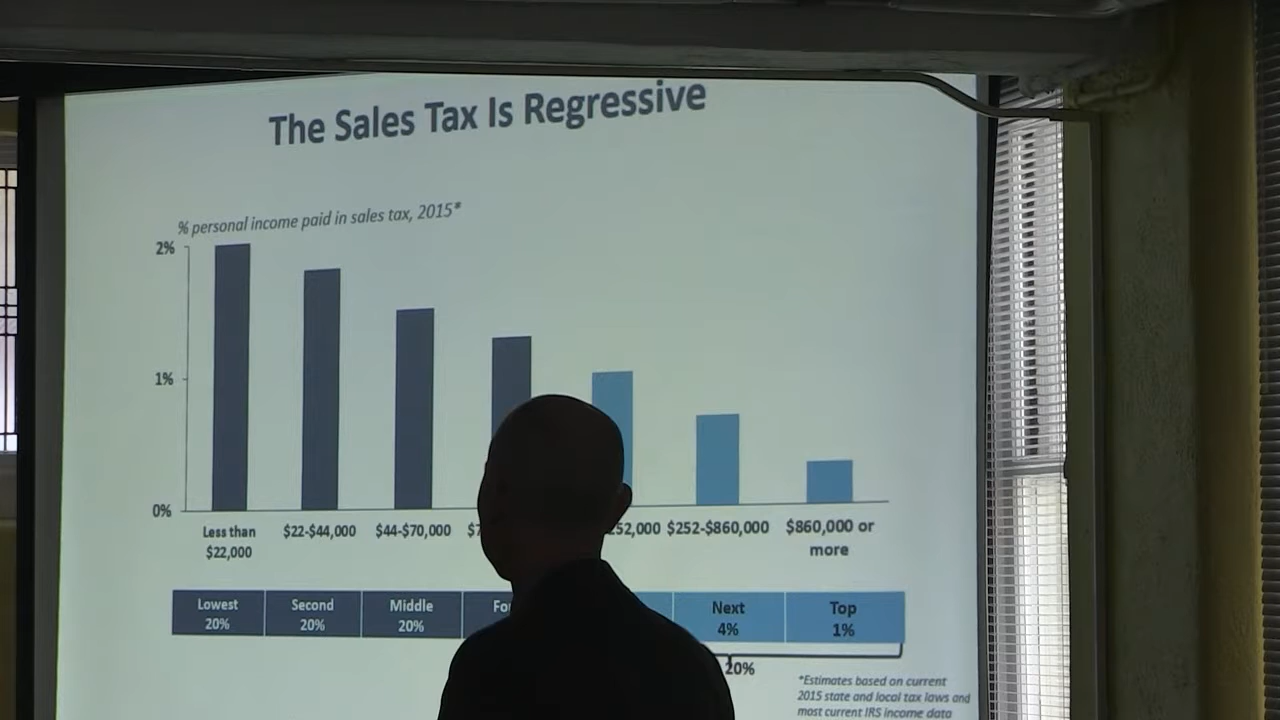 The Sales Tax Is Regressive
% personal income paid in sales tax, 2015*
2%
1%
0%
Less than
$22,000
$22-$44,000
$44-$70,000
252,000
$252-$860,000
$860,000 or
more
Lowest
20%
Second
20%
Middle
20%
Next
4%
Top
1%
20%
*Estimates based on current
2015 state and local tax laws and
most current IRS income data